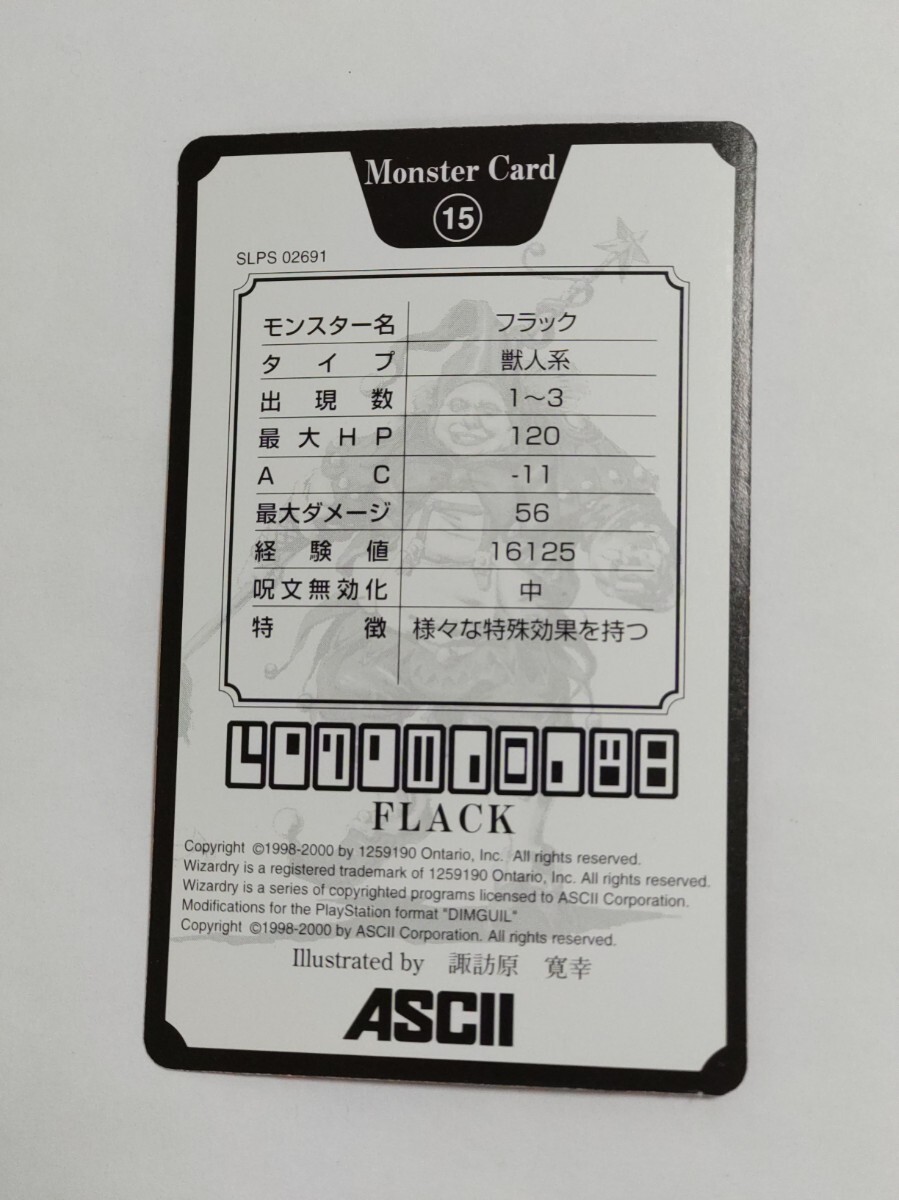 Monster Card
15
SLPS 02691
モンスター名 フラック
タイプ 獣人系
出現数 1〜3
最大HP 120
AC -11
最大ダメージ 56
経験値 16125
呪文無効化 中
特徴 様々な特殊効果を持つ
FLACK
Copyright ©1998-2000 by 1259190 Ontario, Inc. All rights reserved.
Wizardry is a registered trademark of 1259190 Ontario, Inc. All rights reserved.
Wizardry is a series of copyrighted programs licensed to ASCII Corporation.
Modifications for the PlayStation format "DIMGUIL"
Copyright ©1998-2000 by ASCII Corporation. All rights reserved.
Illustrated by 諏訪原 寛幸
ASCII